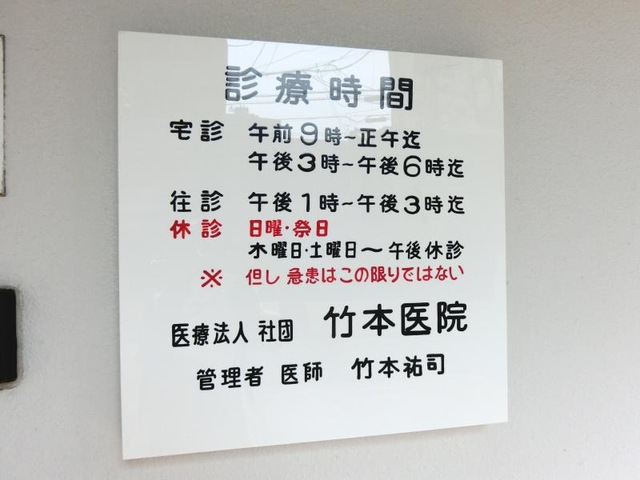 診療時間
宅診 午前9時~正午迄
午後3時~午後6時迄
往診 午後1時~午後3時迄
休診 日曜・祭日
木曜日・土曜日~午後休診
※ 但し 急患はこの限りではない
医療法人 社団 竹本医院
管理者 医師 竹本祐司